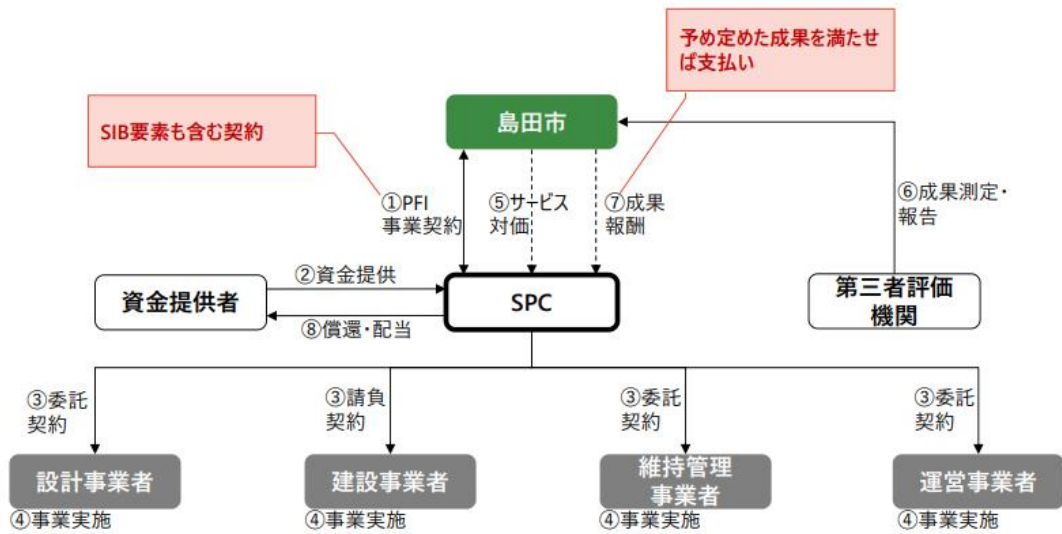 予め定めた成果を満たせ
ば支払い
SIB要素も含む契約
島田市
①PFI
事業契約
⑤サービス
対価
⑦成果
報酬
⑥成果測定・
報告
②資金提供
資金提供者
SPC
第三者評価
機関
⑧償還・配当
③委託
契約
③請負
契約
③委託
契約
③委託
契約
設計事業者
建設事業者
維持管理
事業者
運営事業者
④事業実施
④事業実施
④事業実施
④事業実施